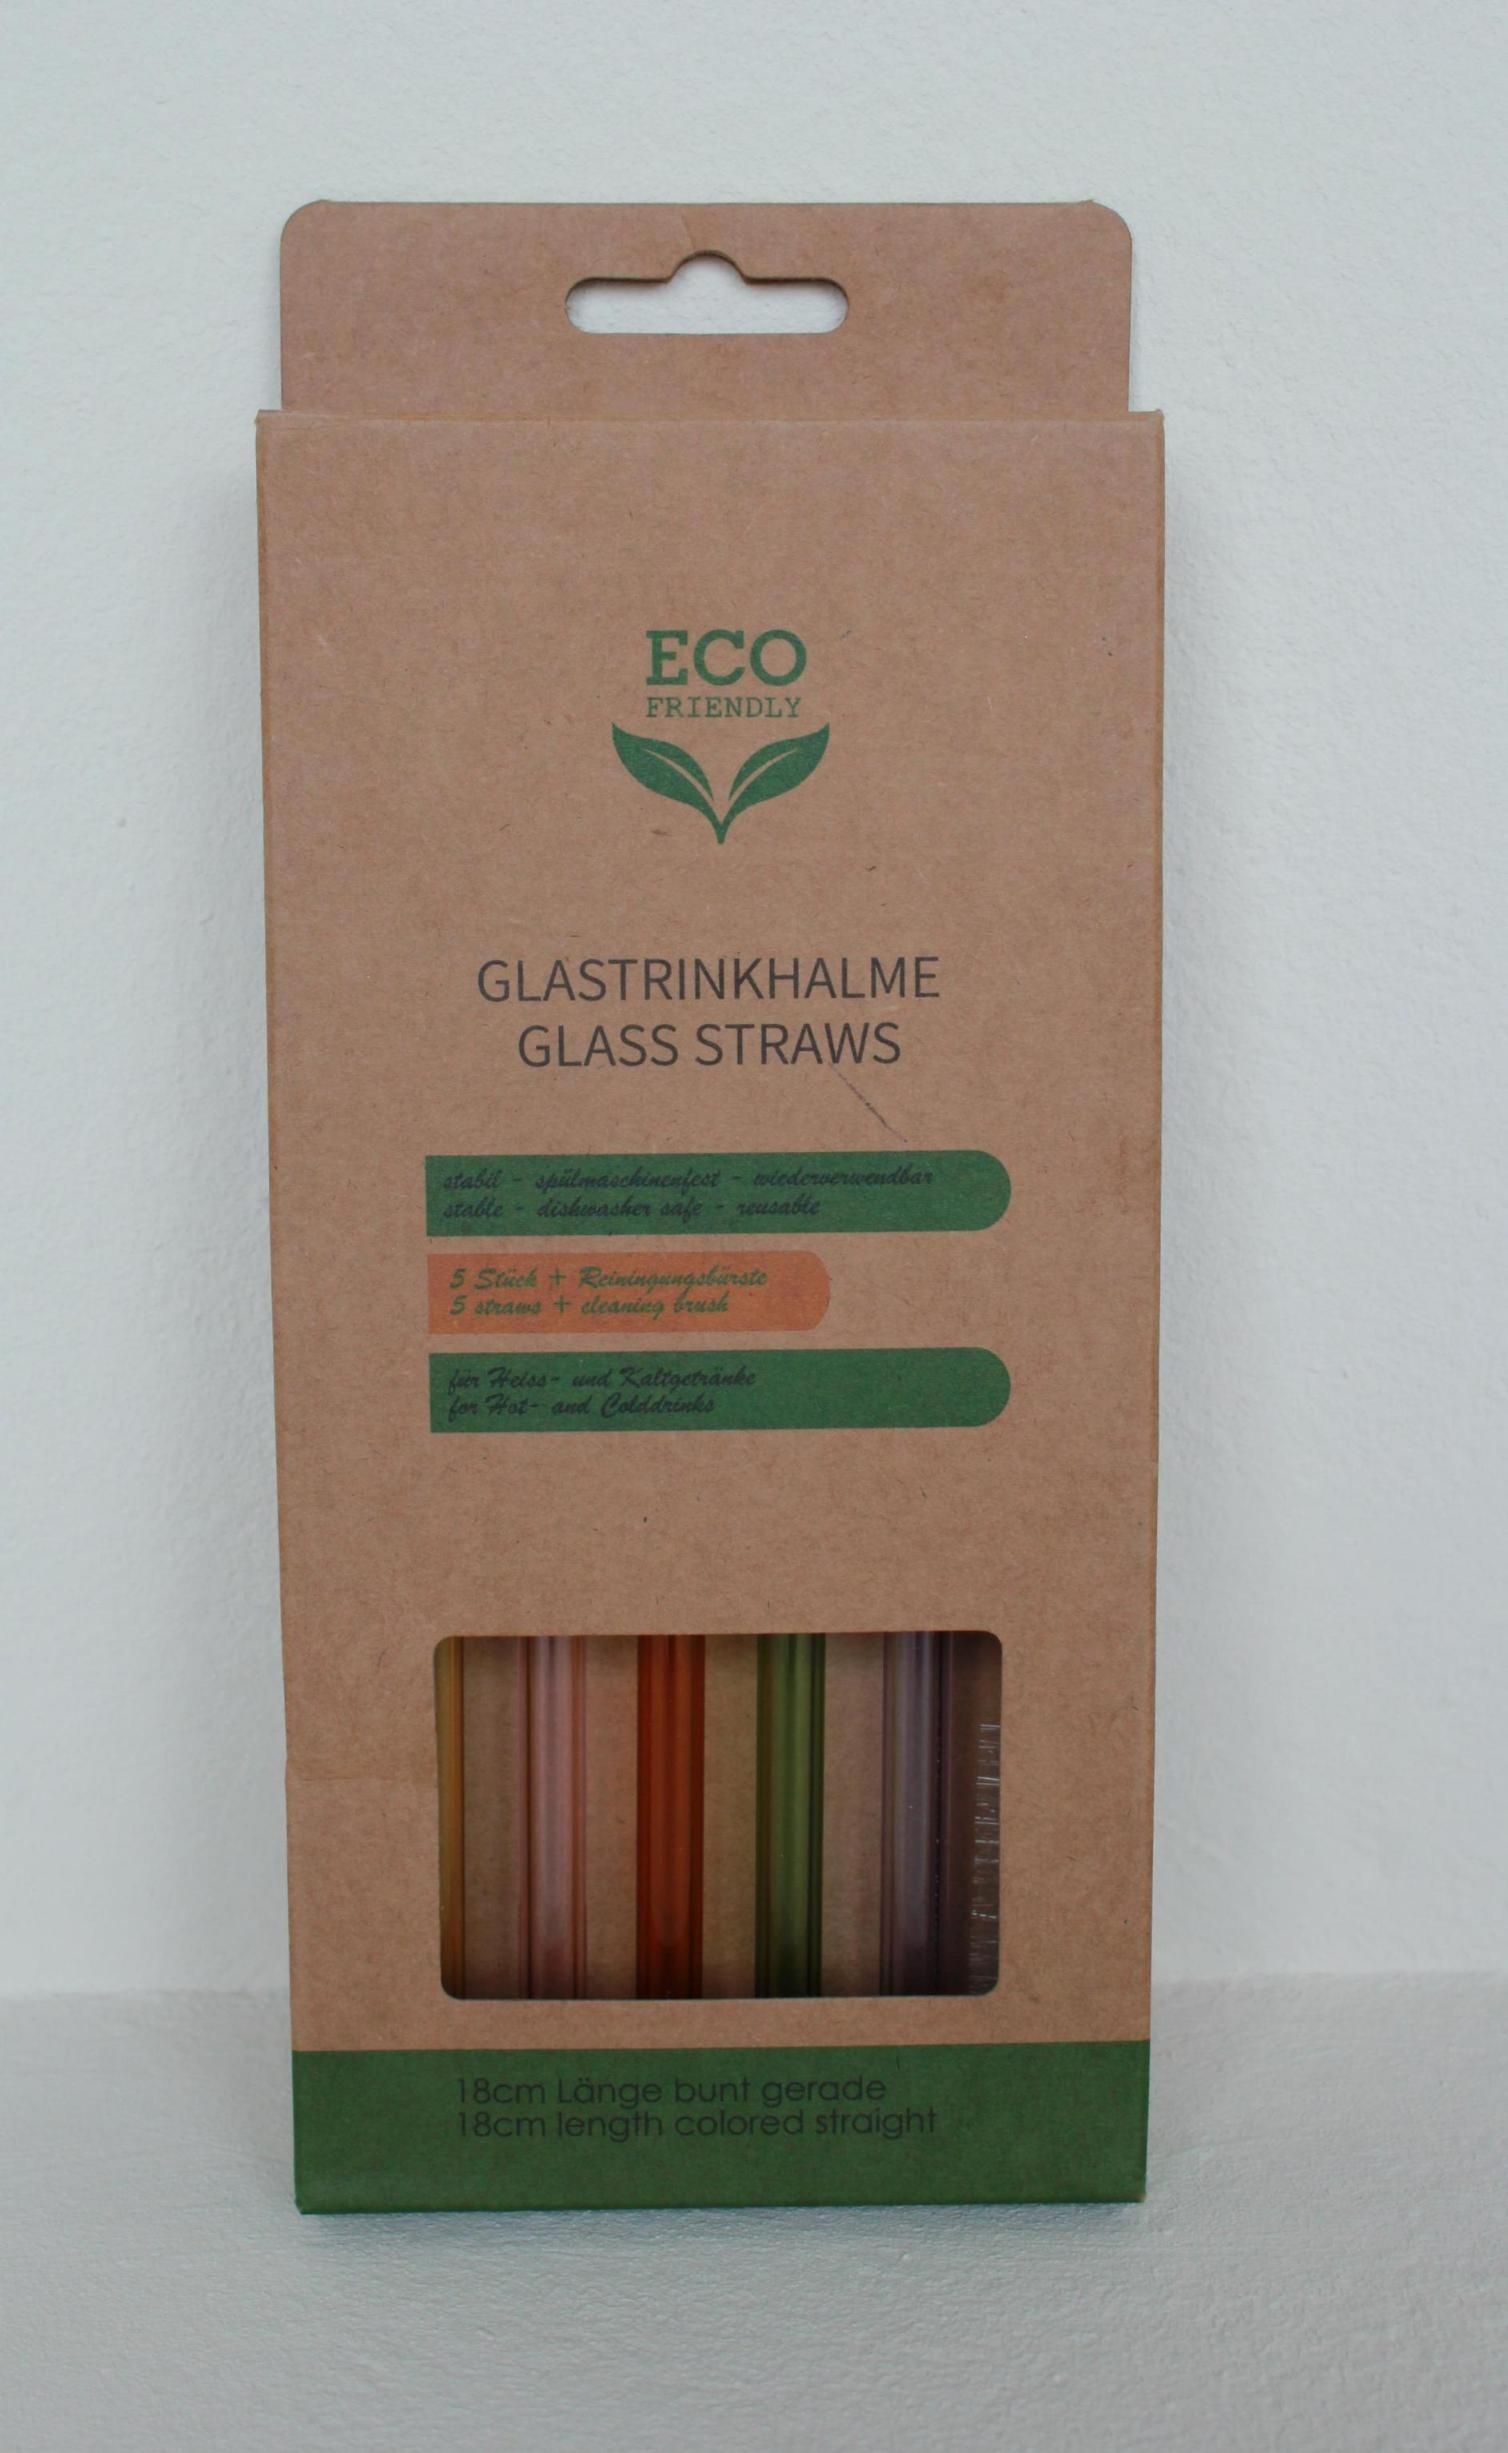 ECO
FRIENDLY
GLASTRINKHALME
GLASS STRAWS
stabil - spülmaschinenfest - wiederverwendbar
stable - dishwasher safe - reusable
5 Stück + Reiningungsbürste
5 straws + cleaning brush
für Heiss- und Kaltgetränke
for Hot- and Colddrinks
18cm Länge bunt gerade
18cm length colored straight